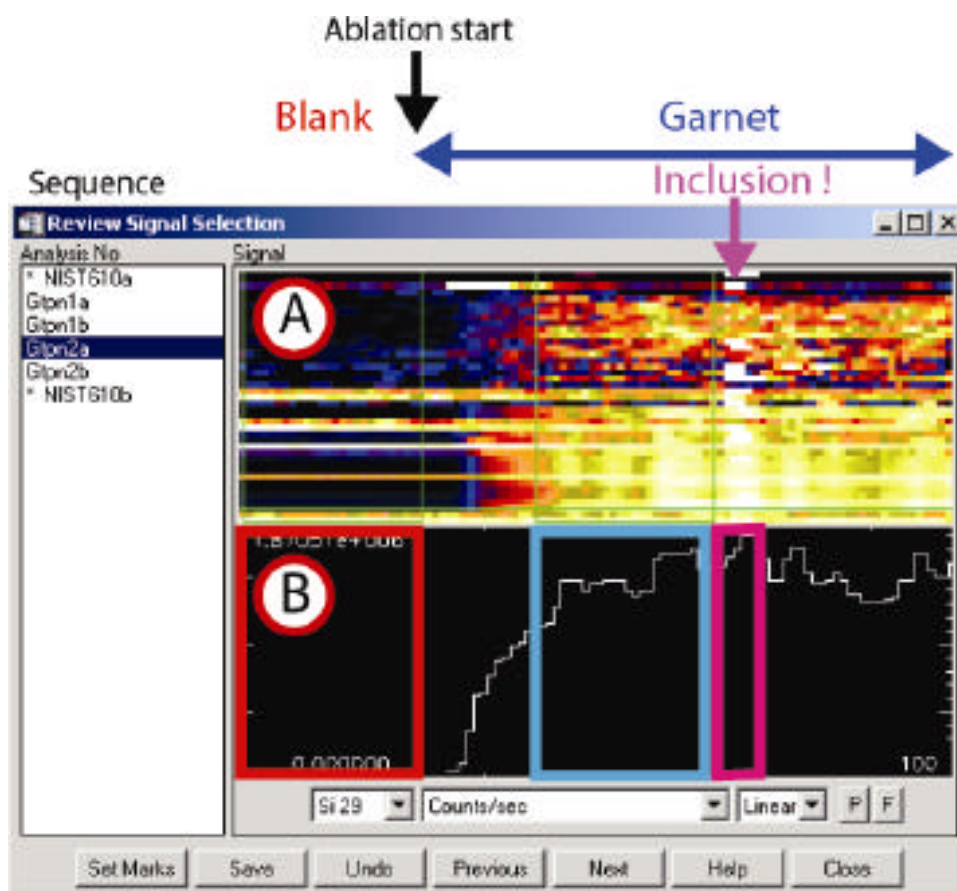 Ablation start
Blank
Garnet
Inclusion !
Sequence
Review Signal Selection
Analysis No
Signal
* NIST610a
Gtpn1a
Gtpn1b
Gtpn2a
Gtpn2b
* NIST610b
A
B
0.000000
100
Si 29
Counts/sec
Linear
P
F
Set Marks
Save
Undo
Previous
Next
Help
Close